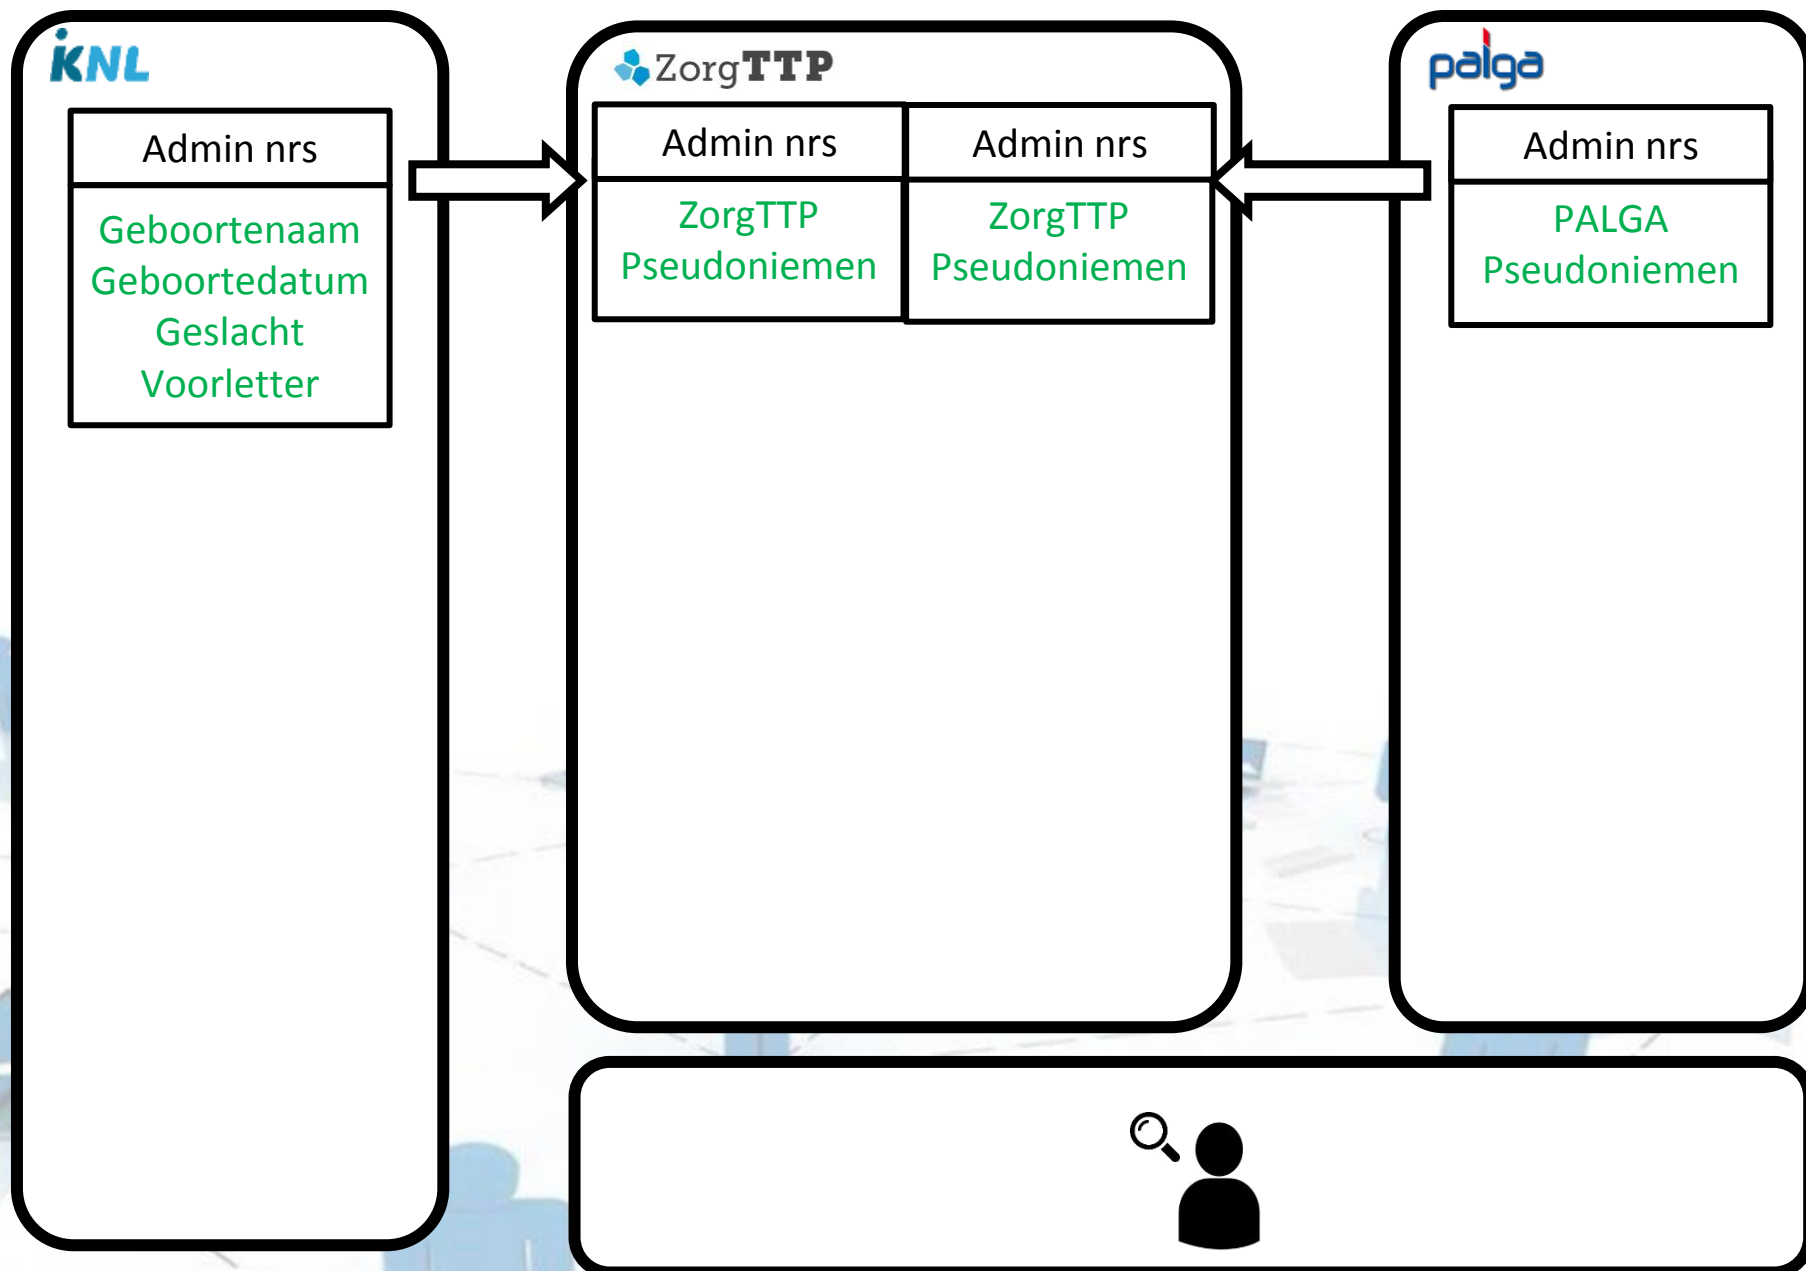 iKNL
Admin nrs
Geboortenaam
Geboortedatum
Geslacht
Voorletter
ZorgTTP
Admin nrs
ZorgTTP
Pseudoniemen
Admin nrs
ZorgTTP
Pseudoniemen
palga
Admin nrs
PALGA
Pseudoniemen